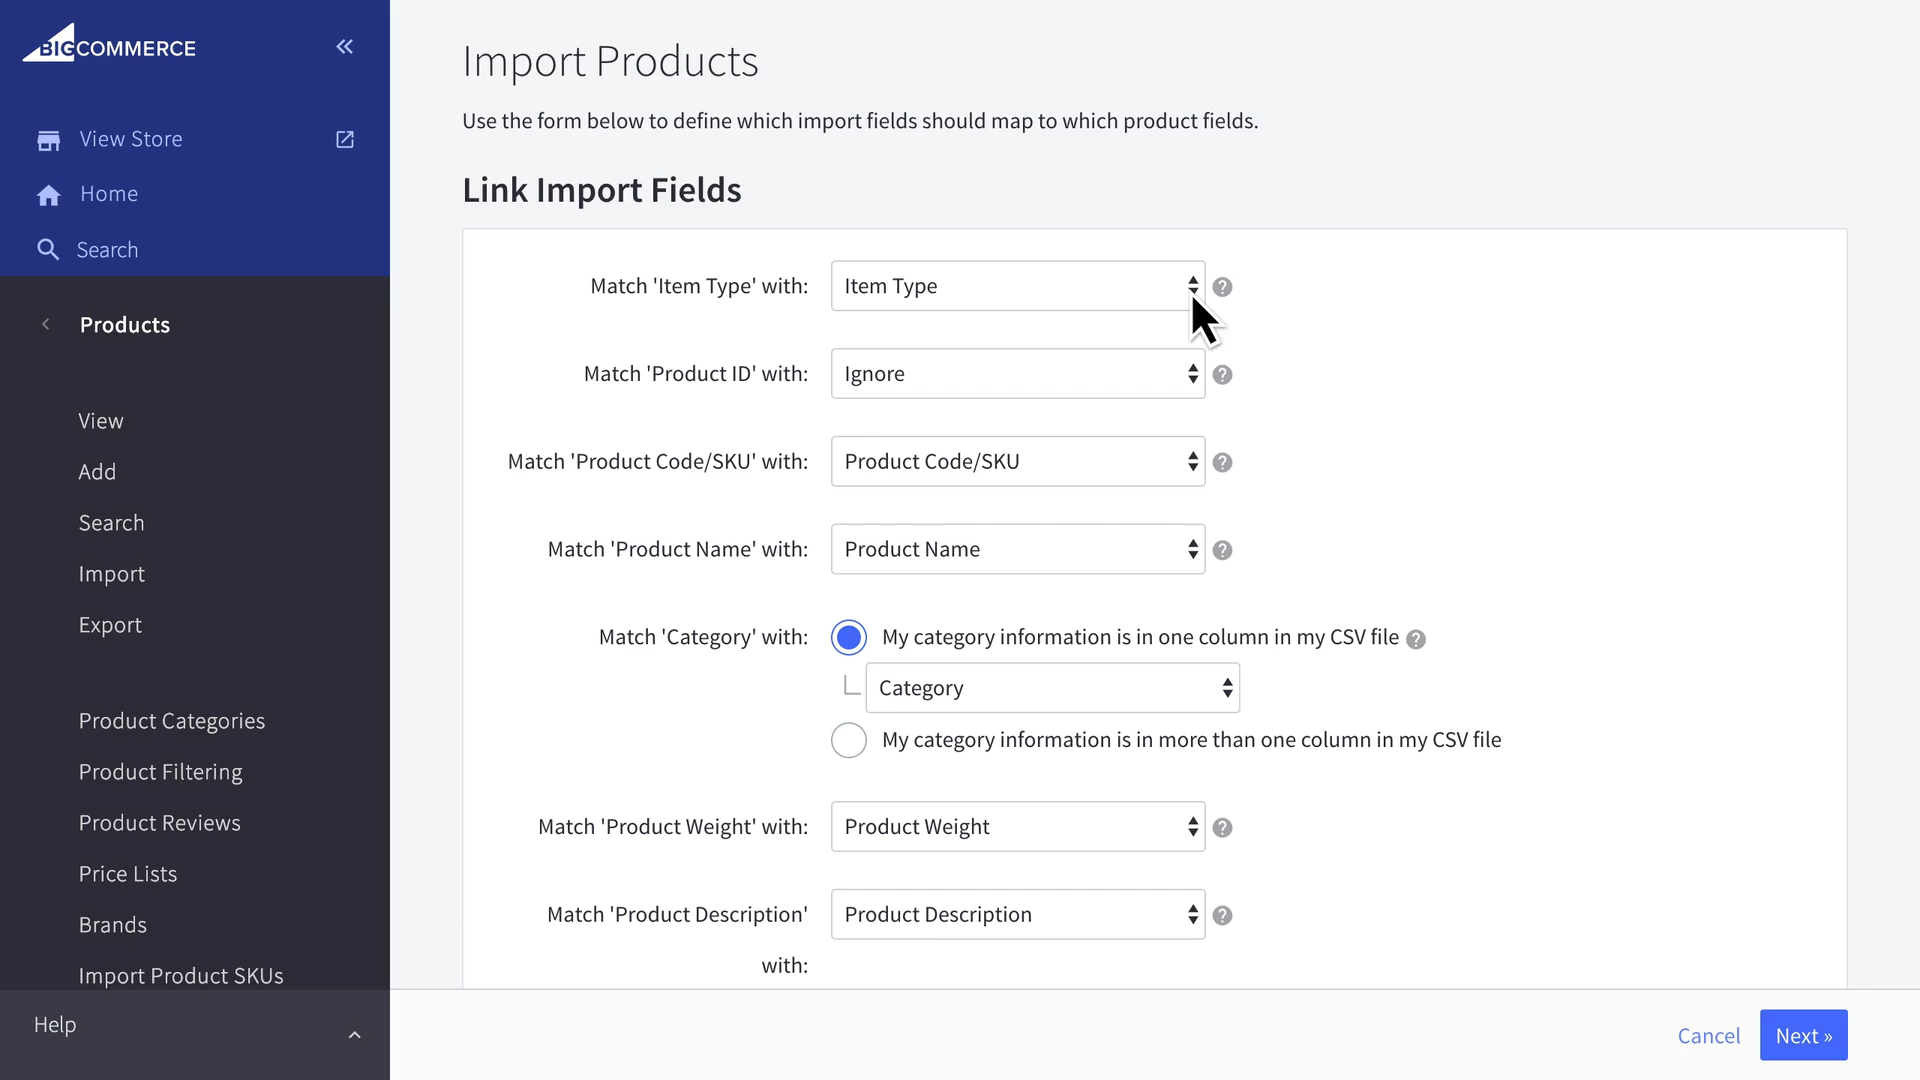 BIGCOMMERCE
View Store
Home
Search
Products
View
Add
Search
Import
Export
Product Categories
Product Filtering
Product Reviews
Price Lists
Brands
Import Product SKUs
Help
Import Products
Use the form below to define which import fields should map to which product fields.
Link Import Fields
Match 'Item Type' with: Item Type ?
Match 'Product ID' with: Ignore ?
Match 'Product Code/SKU' with: Product Code/SKU ?
Match 'Product Name' with: Product Name ?
Match 'Category' with: My category information is in one column in my CSV file ?
Category
My category information is in more than one column in my CSV file
Match 'Product Weight' with: Product Weight ?
Match 'Product Description' Product Description ?
with:
Cancel Next »